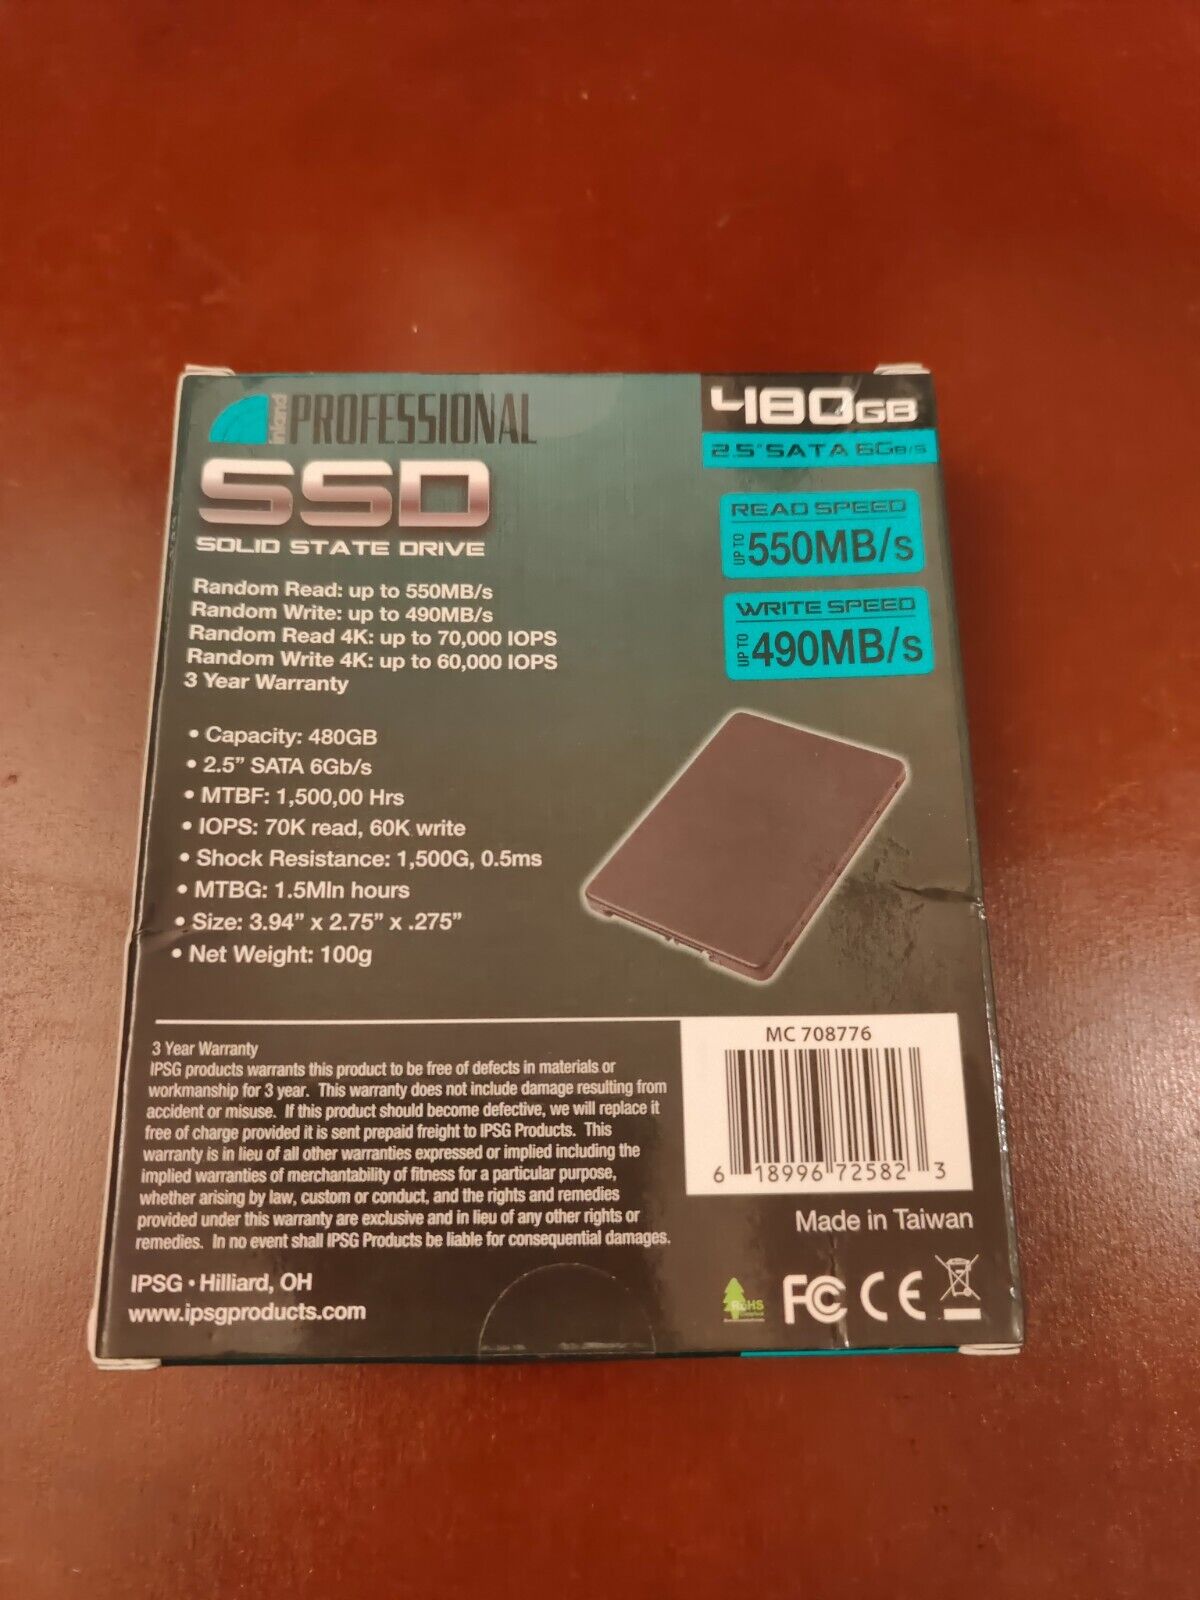 inland PROFESSIONAL
SSD
SOLID STATE DRIVE
480GB
2.5" SATA 6GB/S
READ SPEED
UP TO 550MB/s
WRITE SPEED
UP TO 490MB/s
Random Read: up to 550MB/s
Random Write: up to 490MB/s
Random Read 4K: up to 70,000 IOPS
Random Write 4K: up to 60,000 IOPS
3 Year Warranty
• Capacity: 480GB
• 2.5” SATA 6Gb/s
• MTBF: 1,500,00 Hrs
• IOPS: 70K read, 60K write
• Shock Resistance: 1,500G, 0.5ms
• MTBG: 1.5Mln hours
• Size: 3.94” x 2.75” x .275”
• Net Weight: 100g
3 Year Warranty
IPSG products warrants this product to be free of defects in materials or
workmanship for 3 year. This warranty does not include damage resulting from
accident or misuse. If this product should become defective, we will replace it
free of charge provided it is sent prepaid freight to IPSG Products. This
warranty is in lieu of all other warranties expressed or implied including the
implied warranties of merchantability of fitness for a particular purpose,
whether arising by law, custom or conduct, and the rights and remedies
provided under this warranty are exclusive and in lieu of any other rights or
remedies. In no event shall IPSG Products be liable for consequential damages.
IPSG • Hilliard, OH
www.ipsgproducts.com
MC 708776
6 18996 72582 3
Made in Taiwan
RoHS
FC CE